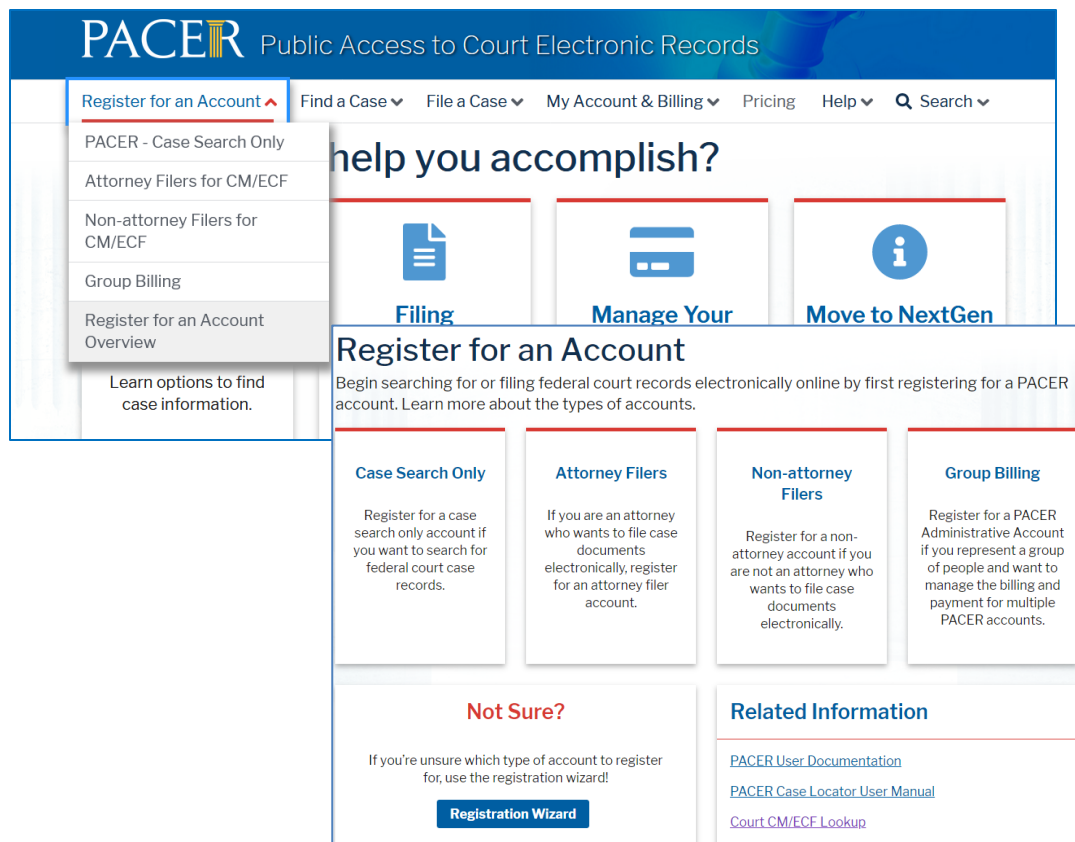 PACER Public Access to Court Electronic Records
Register for an Account
Find a Case
File a Case
My Account & Billing
Pricing
Help
Search
PACER - Case Search Only
Attorney Filers for CM/ECF
Non-attorney Filers for
CM/ECF
Group Billing
Register for an Account
Overview
help you accomplish?
Filing
Manage Your
Move to NextGen
Learn options to find
case information.
Register for an Account
Begin searching for or filing federal court records electronically online by first registering for a PACER
account. Learn more about the types of accounts.
Case Search Only
Register for a case
search only account if
you want to search for
federal court case
records.
Attorney Filers
If you are an attorney
who wants to file case
documents
electronically, register
for an attorney filer
account.
Non-attorney
Filers
Register for a non-
attorney account if you
are not an attorney who
wants to file case
documents
electronically.
Group Billing
Register for a PACER
Administrative Account
if you represent a group
of people and want to
manage the billing and
payment for multiple
PACER accounts.
Not Sure?
If you're unsure which type of account to register
for, use the registration wizard!
Registration Wizard
Related Information
PACER User Documentation
PACER Case Locator User Manual
Court CM/ECF Lookup